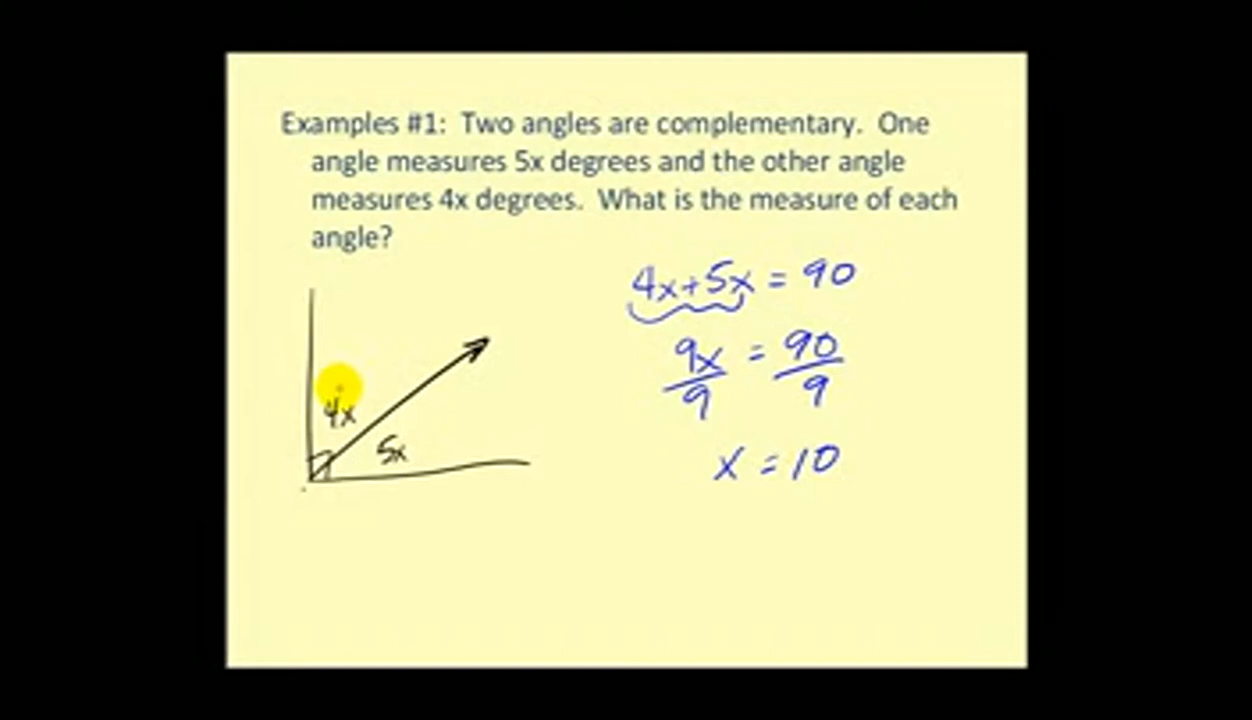 Examples #1: Two angles are complementary. One
angle measures 5x degrees and the other angle
measures 4x degrees. What is the measure of each
angle?
4x+5x = 90
9x/9 = 90/9
x = 10
4x
5x